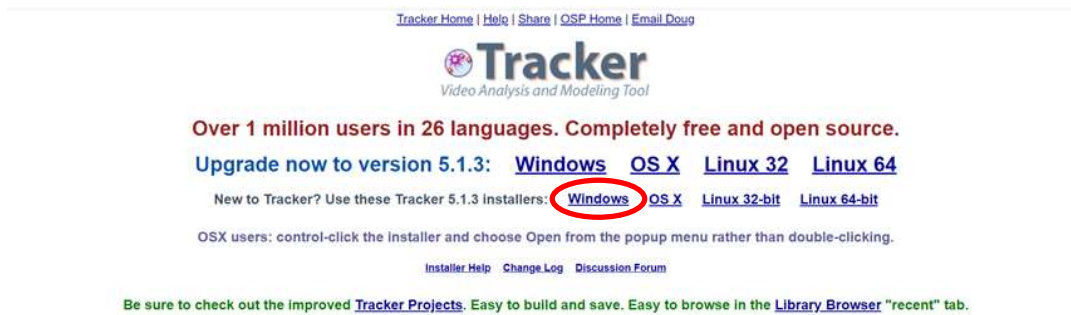 Tracker Home | Help | Share | OSP Home | Email Doug
Tracker
Video Analysis and Modeling Tool
Over 1 million users in 26 languages. Completely free and open source.
Upgrade now to version 5.1.3: Windows OS X Linux 32 Linux 64
New to Tracker? Use these Tracker 5.1.3 installers: Windows OS X Linux 32-bit Linux 64-bit
OSX users: control-click the installer and choose Open from the popup menu rather than double-clicking.
Installer Help Change Log Discussion Forum
Be sure to check out the improved Tracker Projects. Easy to build and save. Easy to browse in the Library Browser "recent" tab.